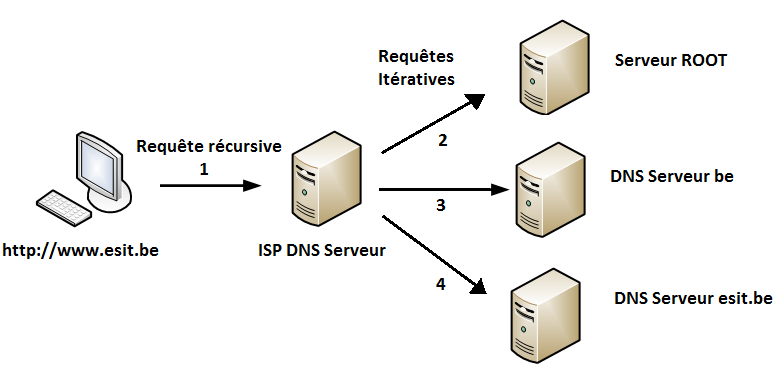 Requêtes
Itératives
Serveur ROOT
2
Requête récursive
1
DNS Serveur be
3
http://www.esit.be
ISP DNS Serveur
4
DNS Serveur esit.be